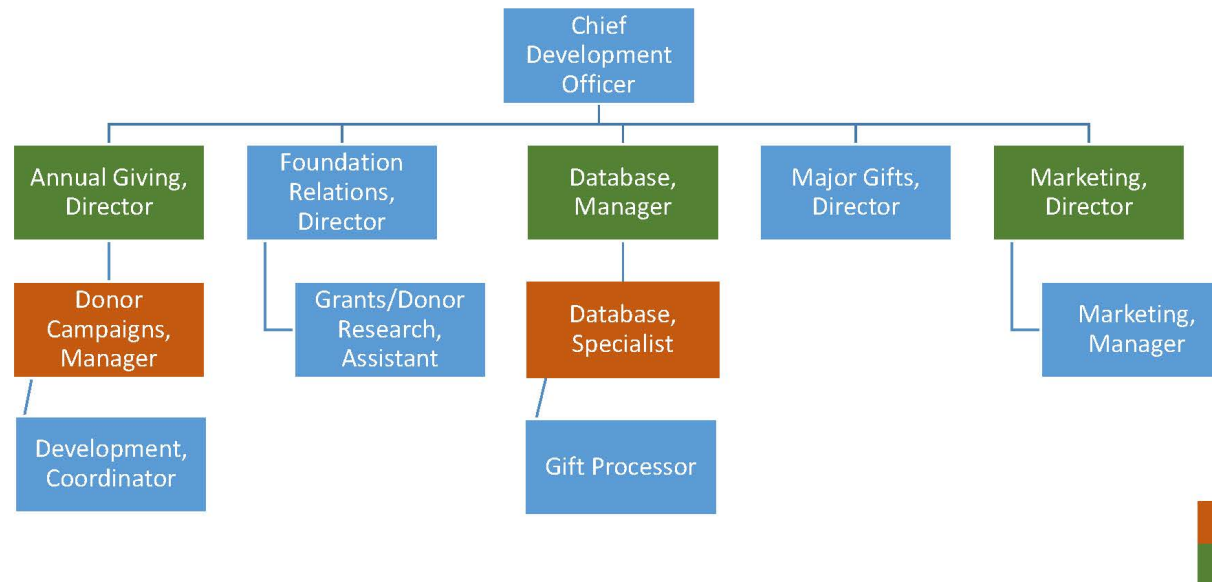 Chief
Development
Officer
Annual Giving,
Director
Foundation
Relations,
Director
Database,
Manager
Major Gifts,
Director
Marketing,
Director
Donor
Campaigns,
Manager
Grants/Donor
Research,
Assistant
Database,
Specialist
Marketing,
Manager
Development,
Coordinator
Gift Processor